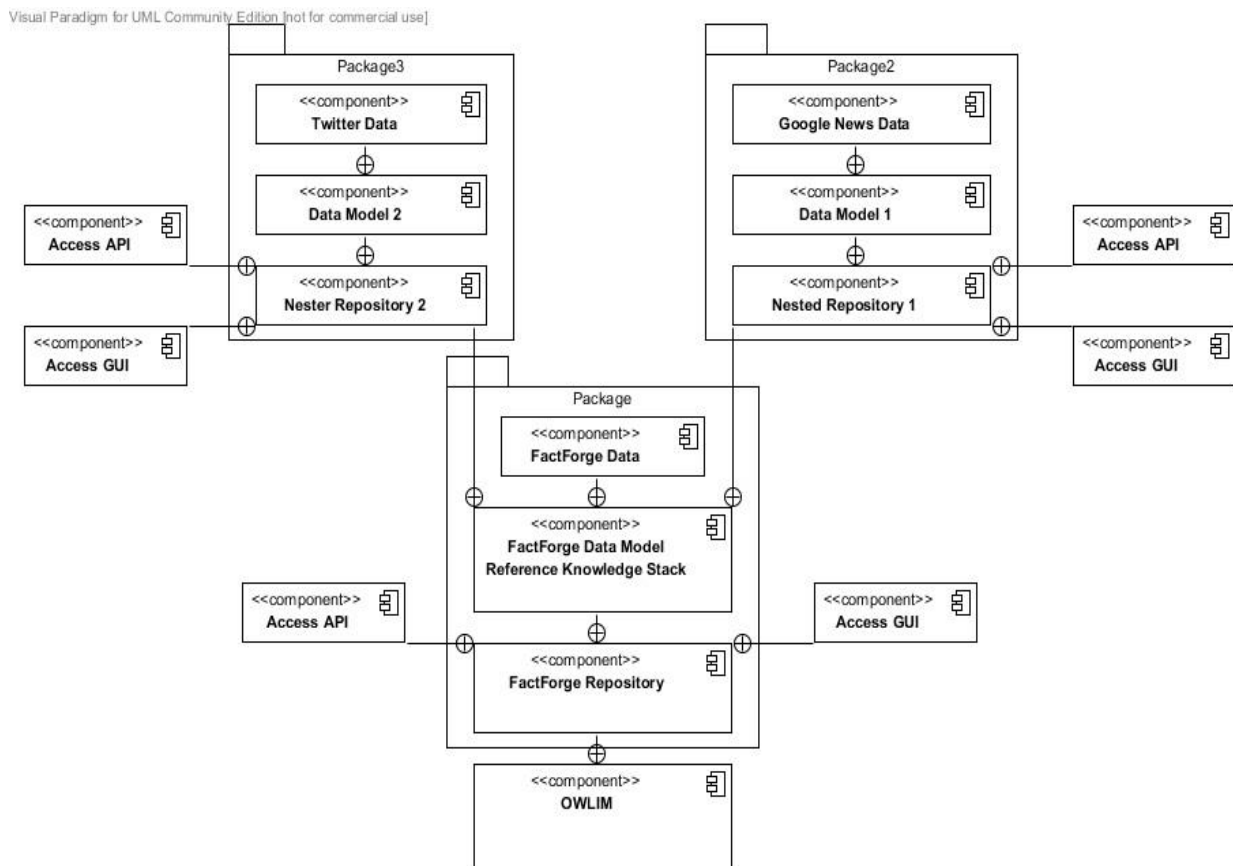 Visual Paradigm for UML Community Edition [not for commercial use]
Package3
<<component>>
Twitter Data
<<component>>
Data Model 2
<<component>>
Nester Repository 2
<<component>>
Access API
<<component>>
Access GUI
Package2
<<component>>
Google News Data
<<component>>
Data Model 1
<<component>>
Nested Repository 1
<<component>>
Access API
<<component>>
Access GUI
Package
<<component>>
FactForge Data
<<component>>
FactForge Data Model
Reference Knowledge Stack
<<component>>
Access API
<<component>>
Access GUI
<<component>>
FactForge Repository
<<component>>
OWLIM